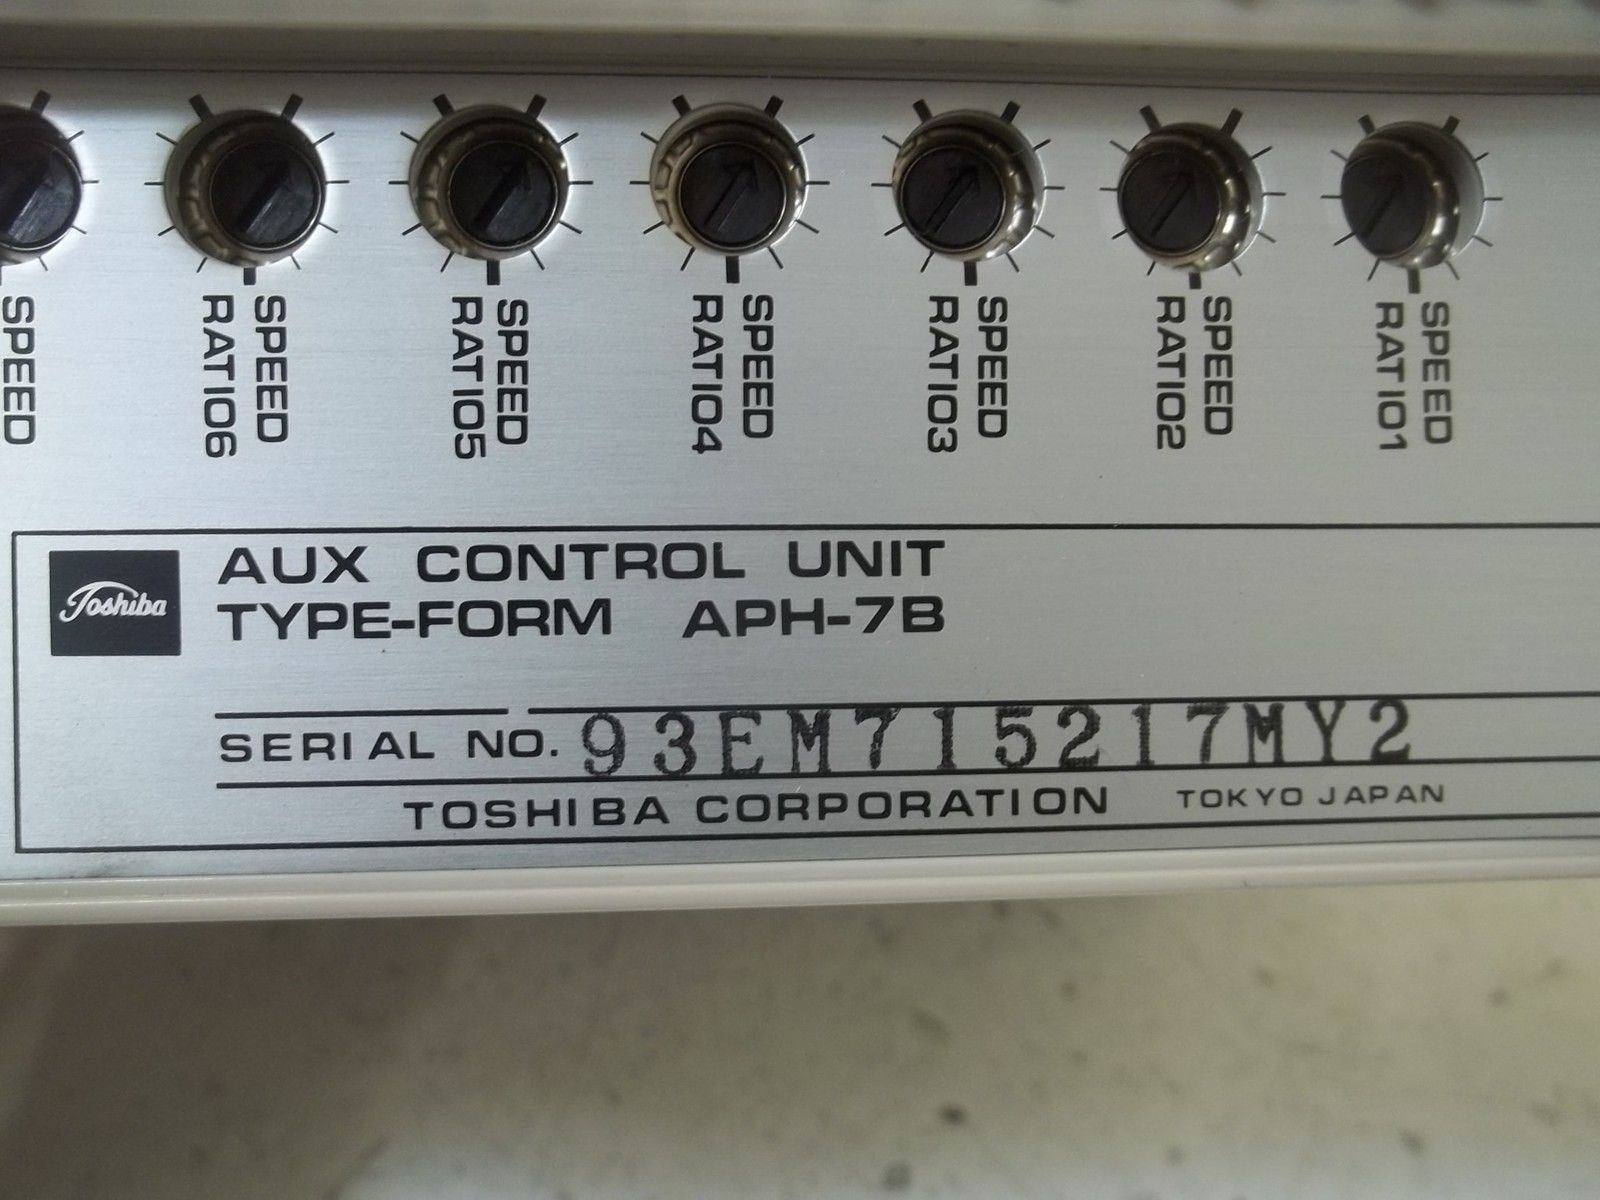 SPEED
SPEED
RATIO6
SPEED
RATIO5
SPEED
RATIO4
SPEED
RATIO3
SPEED
RATIO2
SPEED
RATIO1
Toshiba
AUX CONTROL UNIT
TYPE-FORM APH-7B
SERIAL NO. 93EM715217MY2
TOSHIBA CORPORATION TOKYO JAPAN